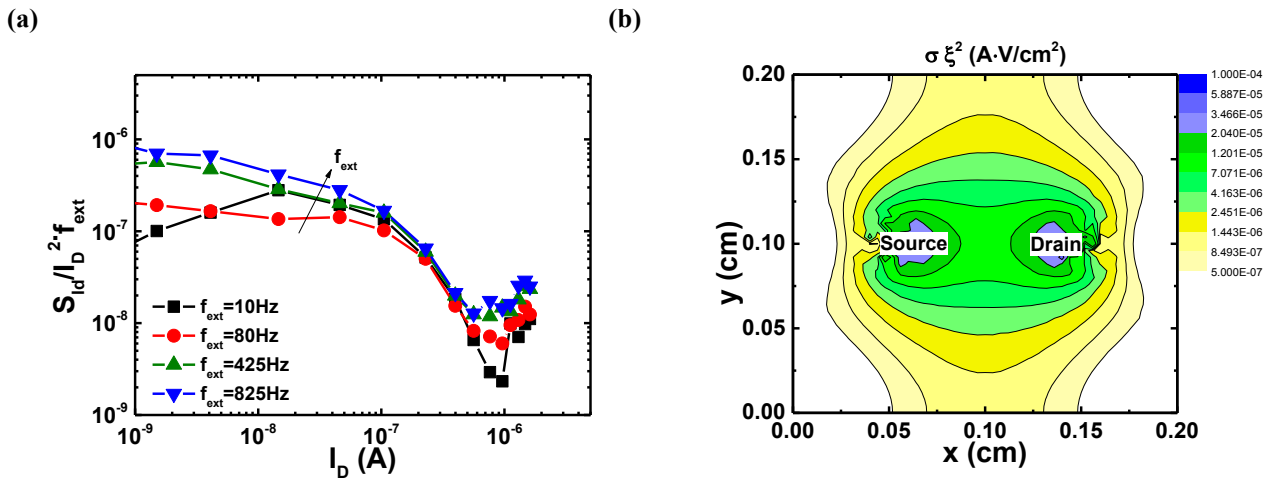 (a)
S_Id/I_D^2·f_ext
10^-6
10^-7
10^-8
10^-9
f_ext
f_ext=10Hz
f_ext=80Hz
f_ext=425Hz
f_ext=825Hz
10^-9 10^-8 10^-7 10^-6
I_D (A)
(b)
σ ξ² (A·V/cm²)
y (cm)
0.20
0.15
0.10
0.05
0.00
Source Drain
0.00 0.05 0.10 0.15 0.20
x (cm)
1.000E-04
5.887E-05
3.466E-05
2.040E-05
1.201E-05
7.071E-06
4.163E-06
2.451E-06
1.443E-06
8.493E-07
5.000E-07